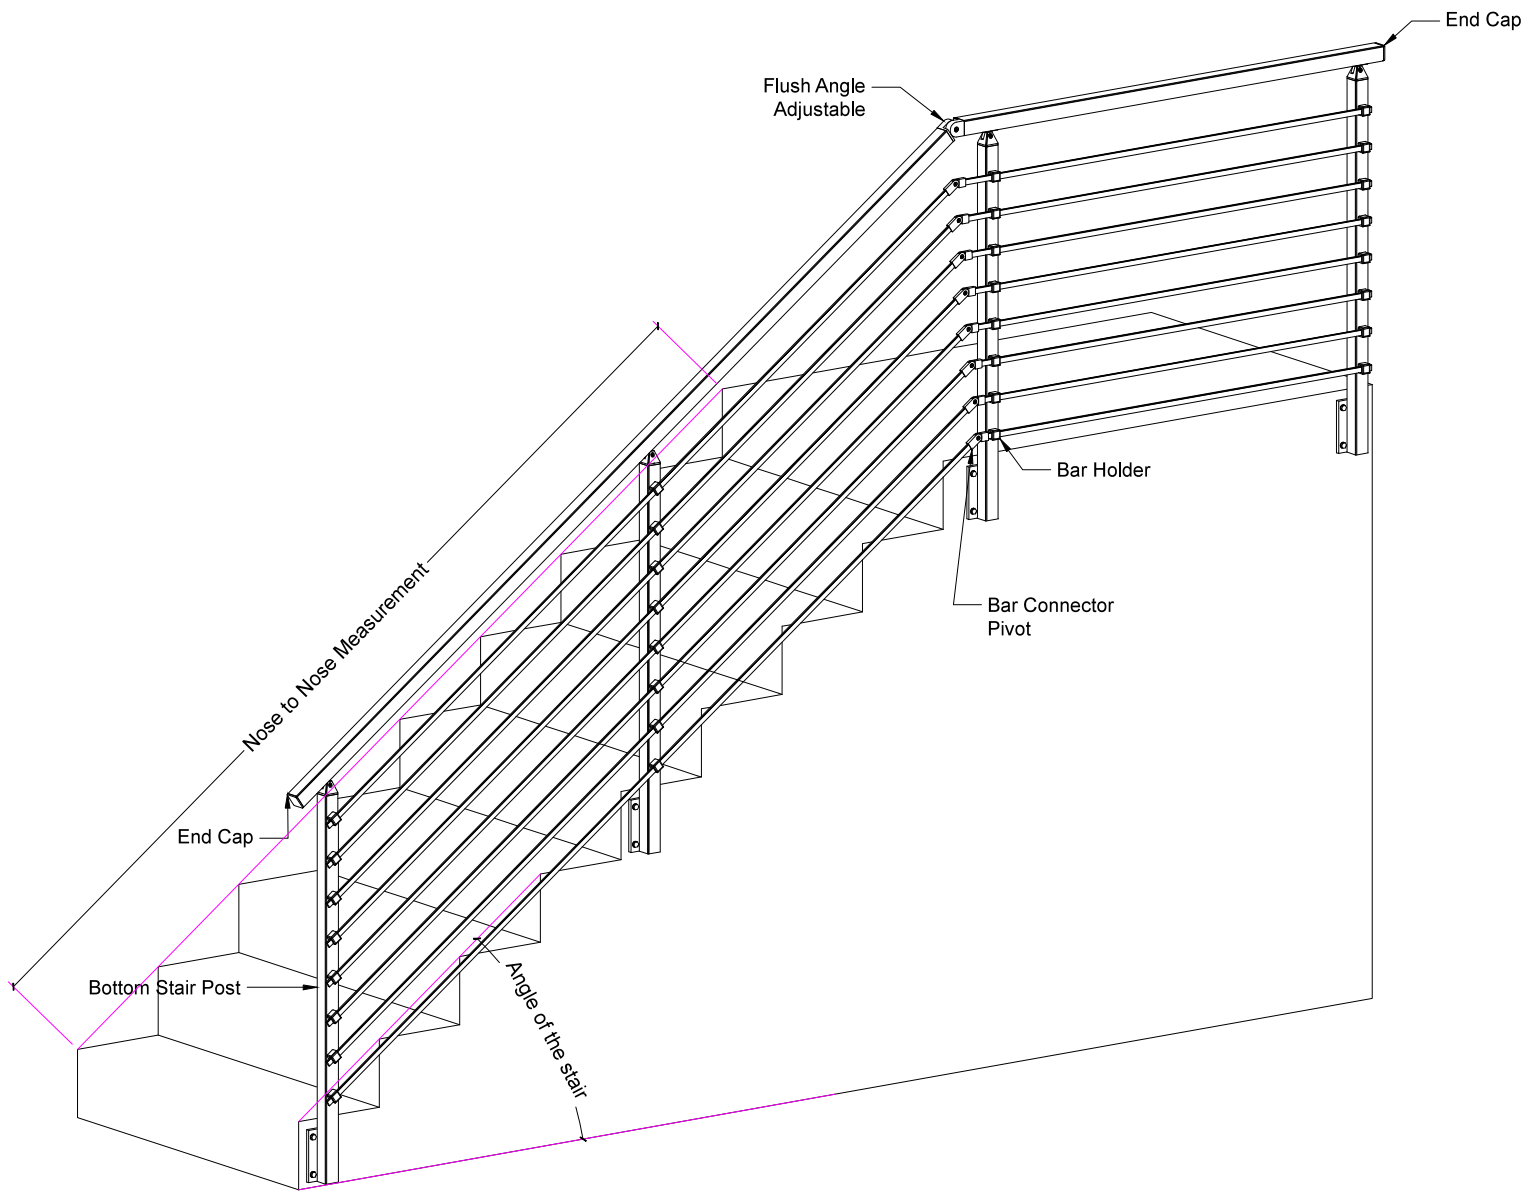 End Cap
Flush Angle
Adjustable
Bar Holder
Nose to Nose Measurement
Bar Connector
Pivot
End Cap
Bottom Stair Post
Angle of the stair